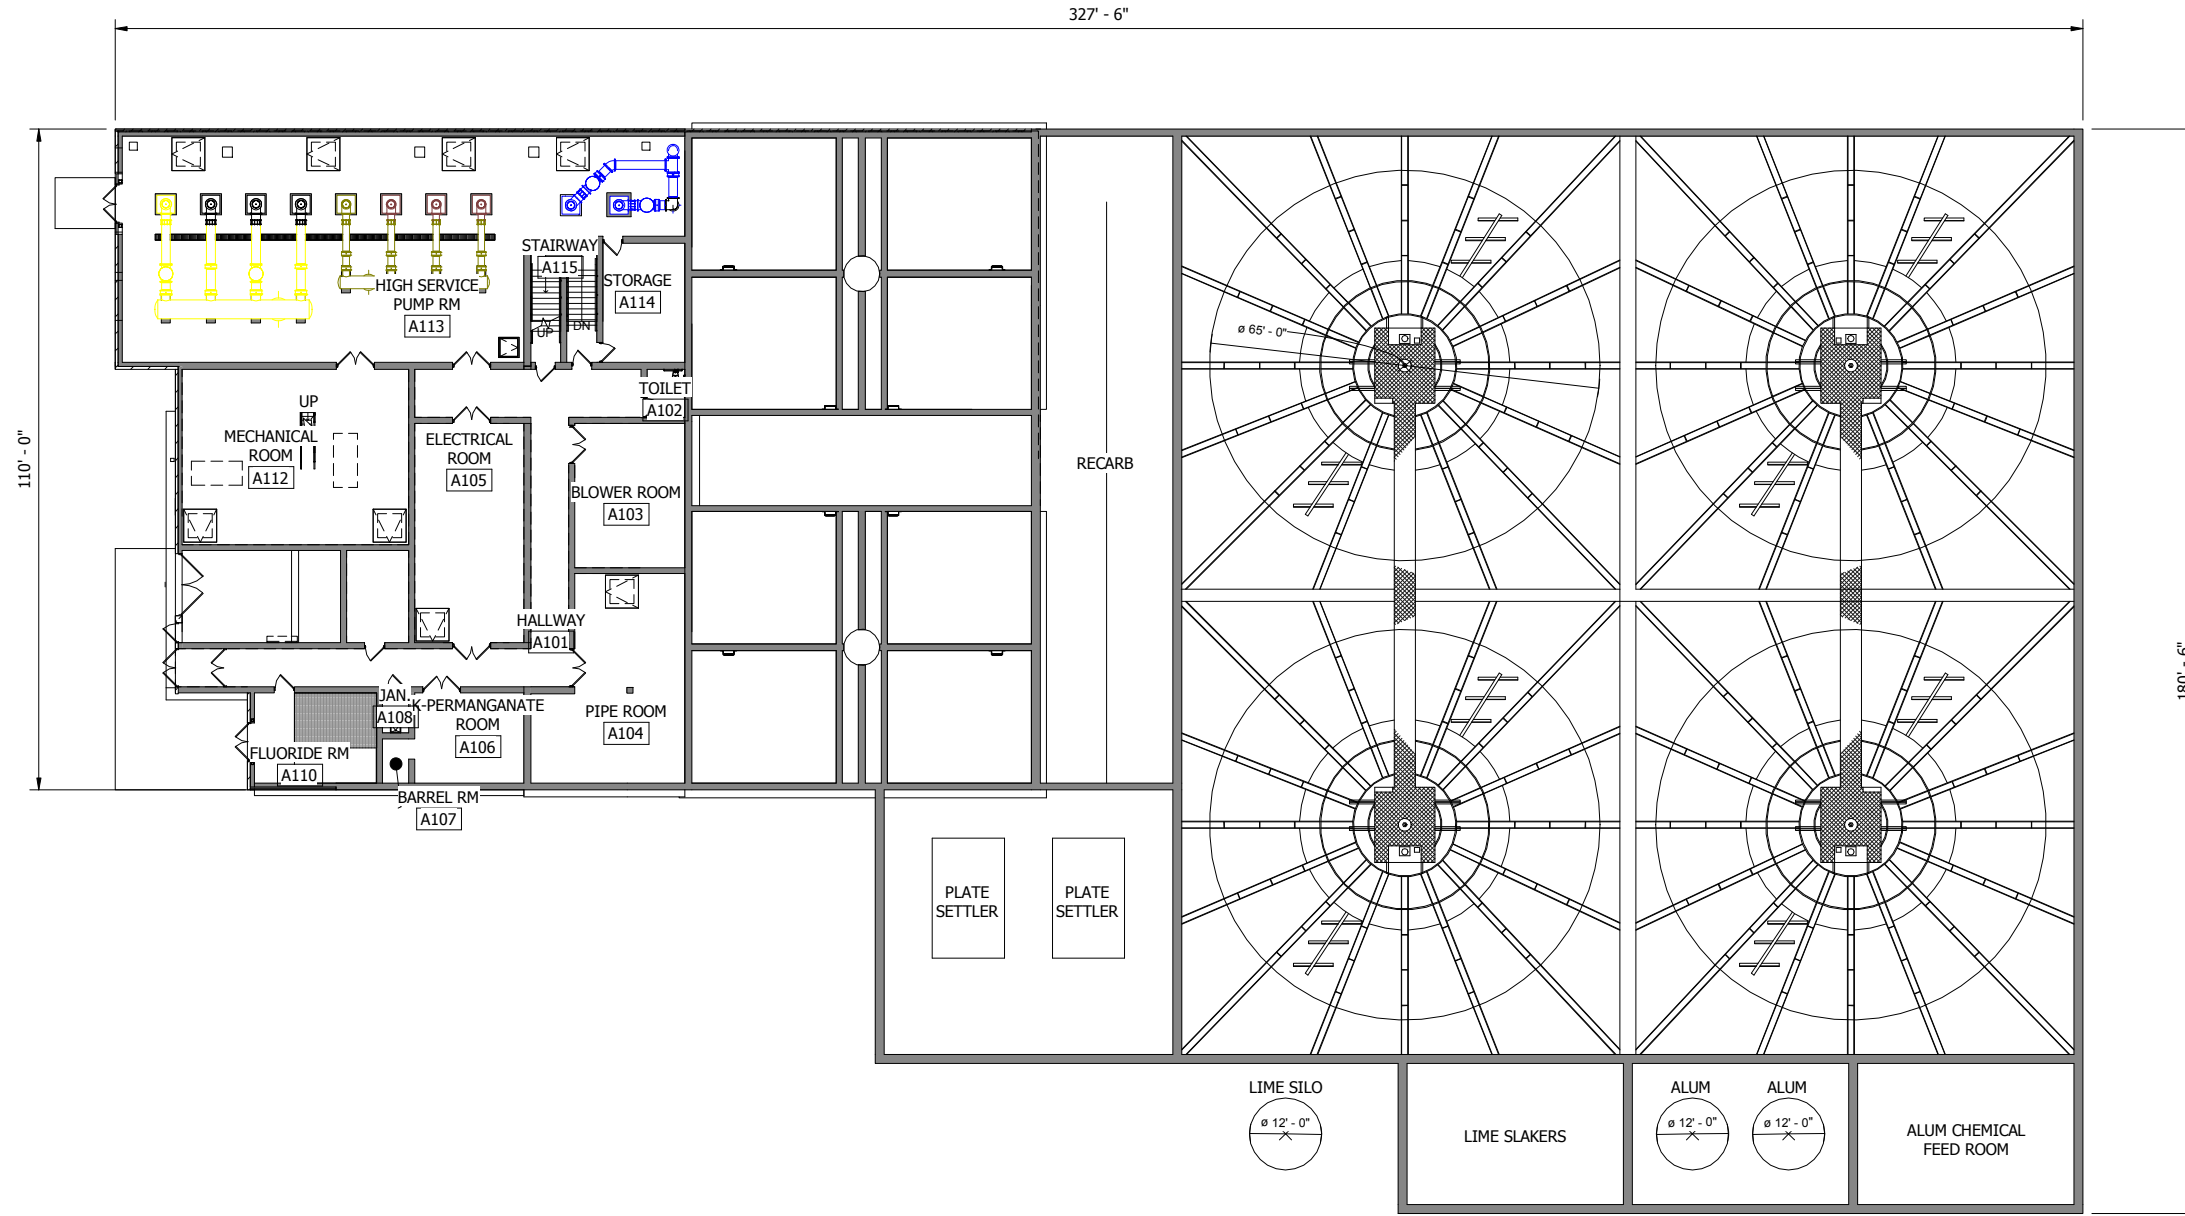 327' - 6"
110' - 0"
180' - 6"
STAIRWAY
A115
HIGH SERVICE
PUMP RM
A113
STORAGE
A114
UP
DN
TOILET
A102
UP
MECHANICAL
ROOM
A112
ELECTRICAL
ROOM
A105
BLOWER ROOM
A103
RECARB
HALLWAY
A101
JAN.
A108
K-PERMANGANATE
ROOM
A106
PIPE ROOM
A104
FLUORIDE RM
A110
BARREL RM
A107
ø 65' - 0"
PLATE
SETTLER
PLATE
SETTLER
LIME SILO
ø 12' - 0"
LIME SLAKERS
ALUM
ø 12' - 0"
ALUM
ø 12' - 0"
ALUM CHEMICAL
FEED ROOM